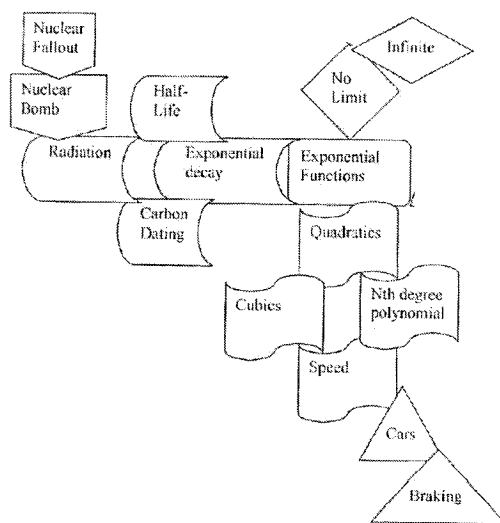 Nuclear
Fallout
Infinite
Nuclear
Bomb
Half-
Life
No
Limit
Radiation
Exponential
decay
Exponential
Functions
Carbon
Dating
Quadratics
Cubics
Nth degree
polynomial
Speed
Cars
Braking